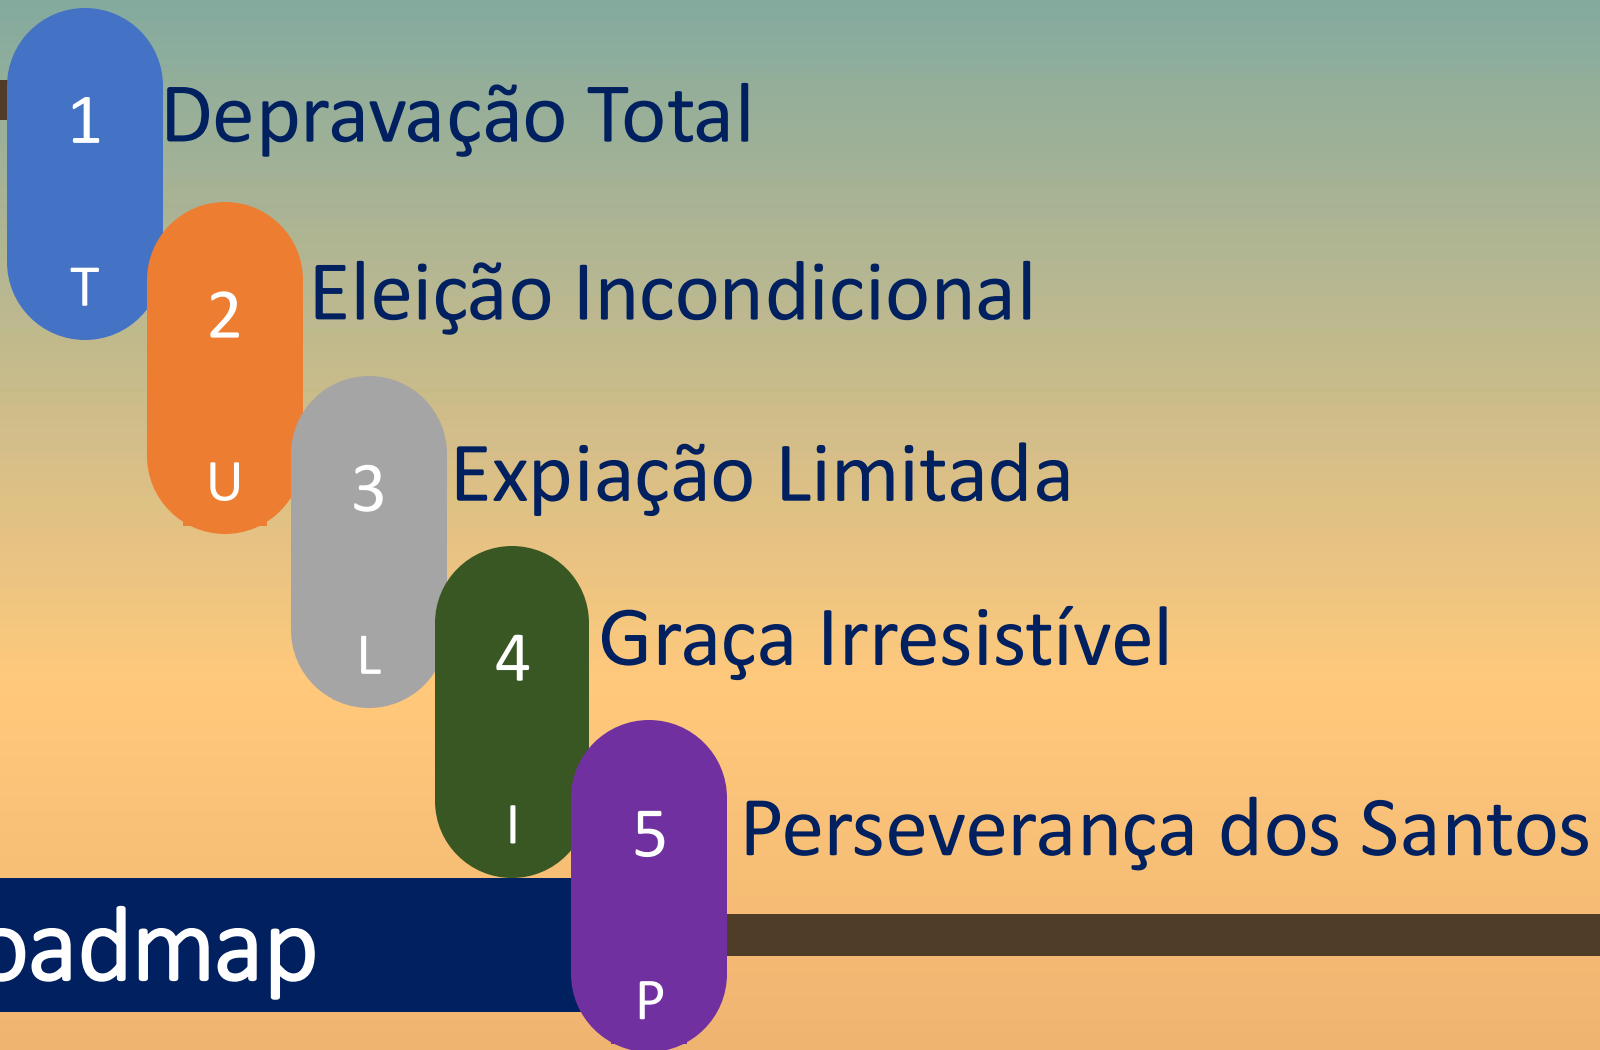 1 Depravação Total
T
2 Eleição Incondicional
U
3 Expiação Limitada
L
4 Graça Irresistível
I
5 Perseverança dos Santos
oadmap
P